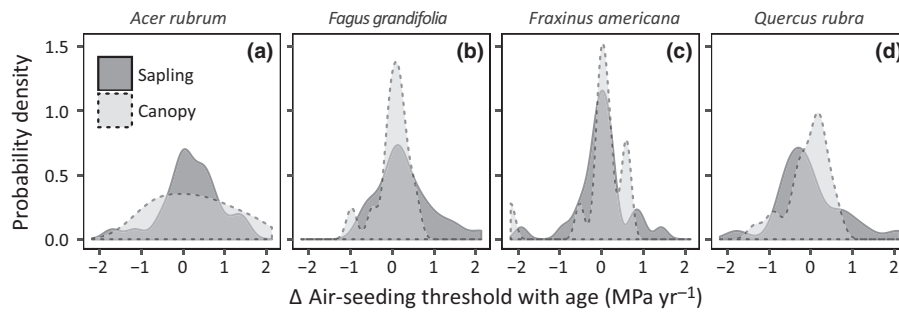 Acer rubrum Fagus grandifolia Fraxinus americana Quercus rubra
(a) (b) (c) (d)
1.5
Sapling
Canopy
1.0
0.5
0.0
Probability density
−2 −1 0 1 2 −2 −1 0 1 2 −2 −1 0 1 2 −2 −1 0 1 2
Δ Air-seeding threshold with age (MPa yr⁻¹)